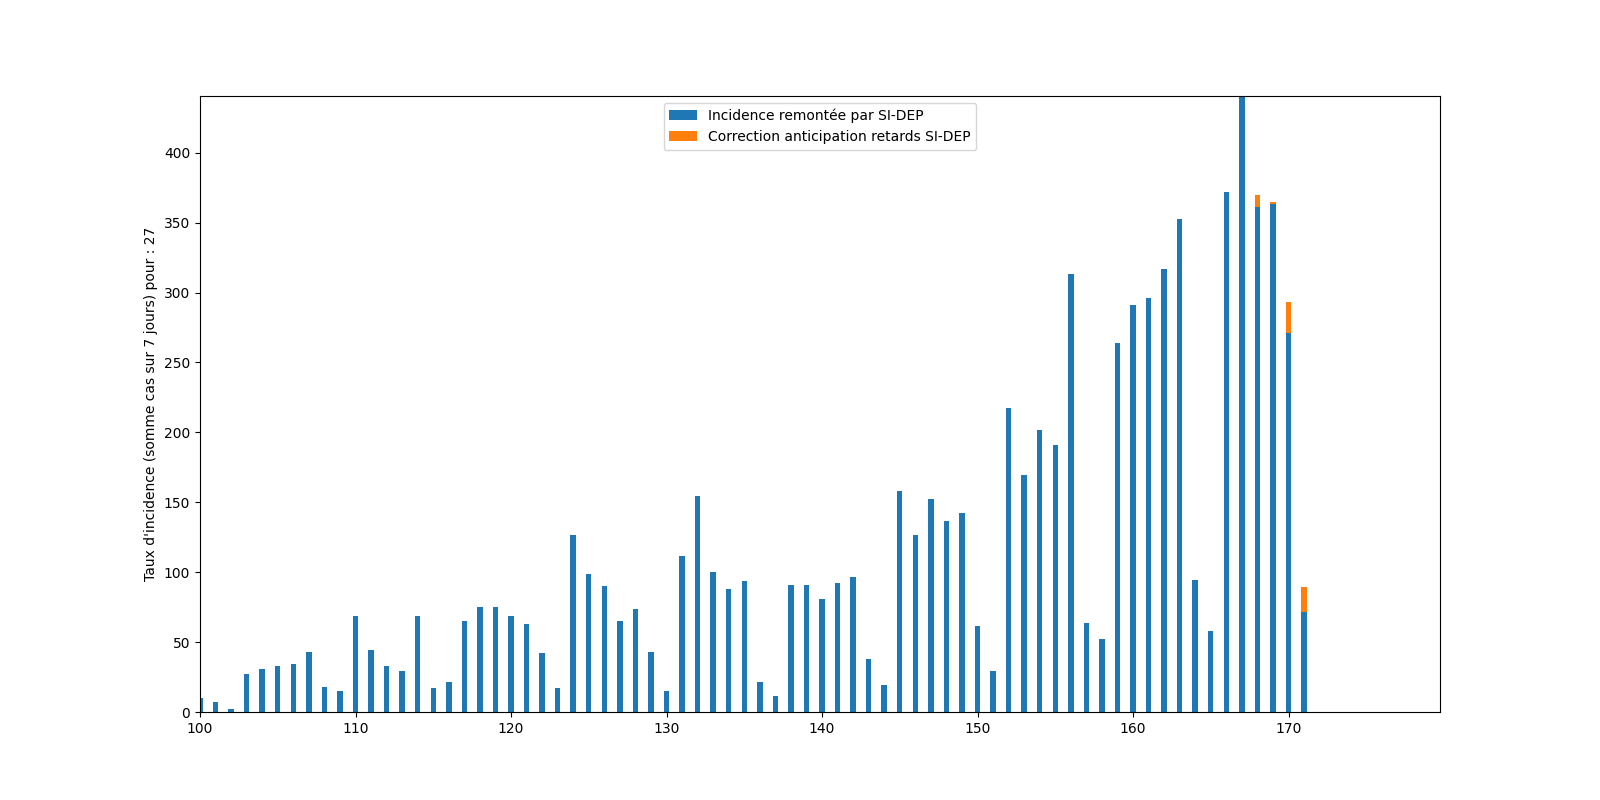 Incidence remontée par SI-DEP
Correction anticipation retards SI-DEP
Taux d'incidence (somme cas sur 7 jours) pour : 27
400
350
300
250
200
150
100
50
0
100 110 120 130 140 150 160 170